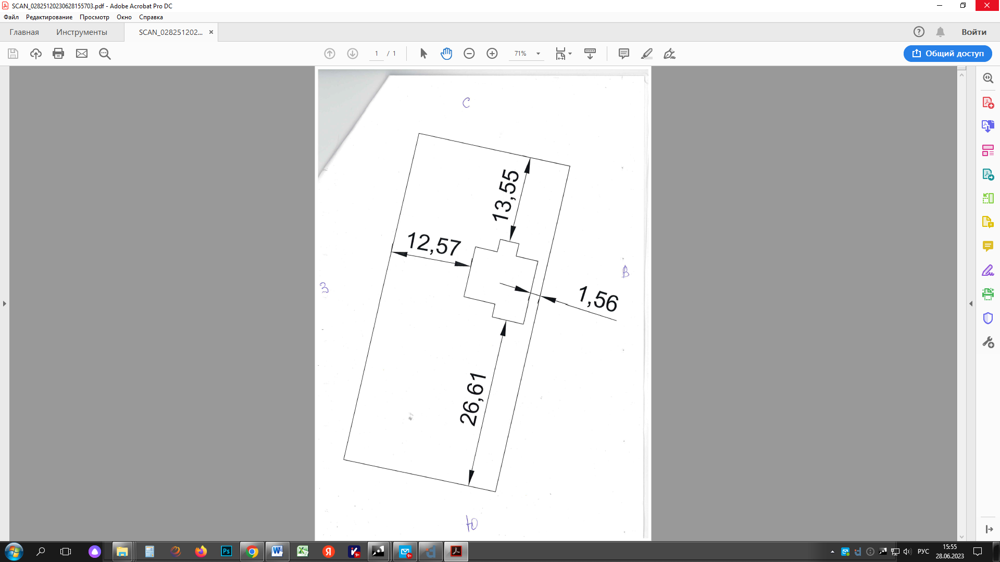 SCAN_02825120230628155703.pdf - Adobe Acrobat Pro DC
Файл Редактирование Просмотр Окно Справка
Главная Инструменты SCAN_028251202... ×
Войти
1 / 1
71%
Общий доступ
С
13,55
12,57
В
З
1,56
26,61
Ю
РУС
15:55
28.06.2023